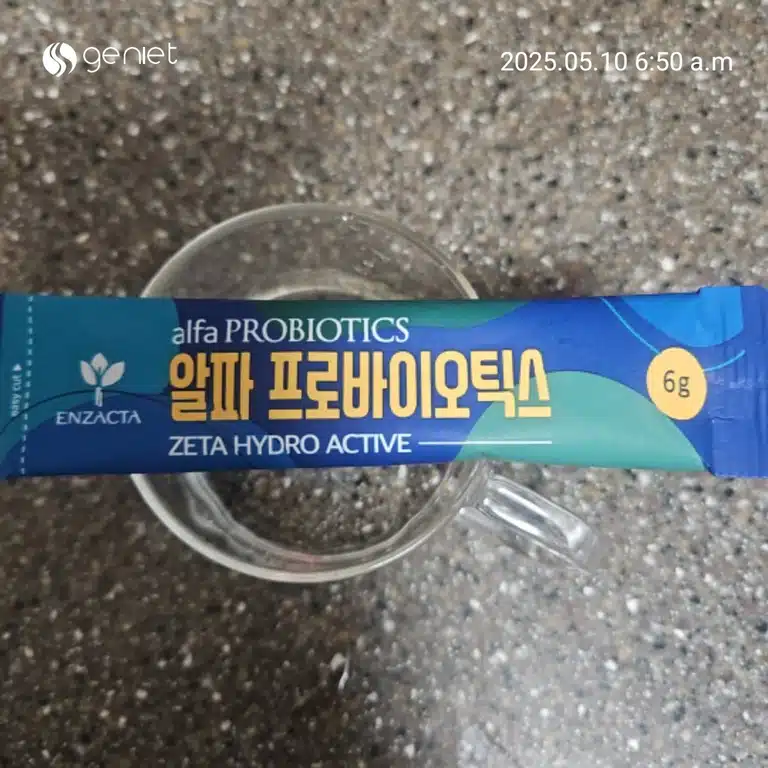 geniet
2025.05.10 6:50 a.m
easy cut
ENZACTA
alfa PROBIOTICS
알파 프로바이오틱스
ZETA HYDRO ACTIVE
6g